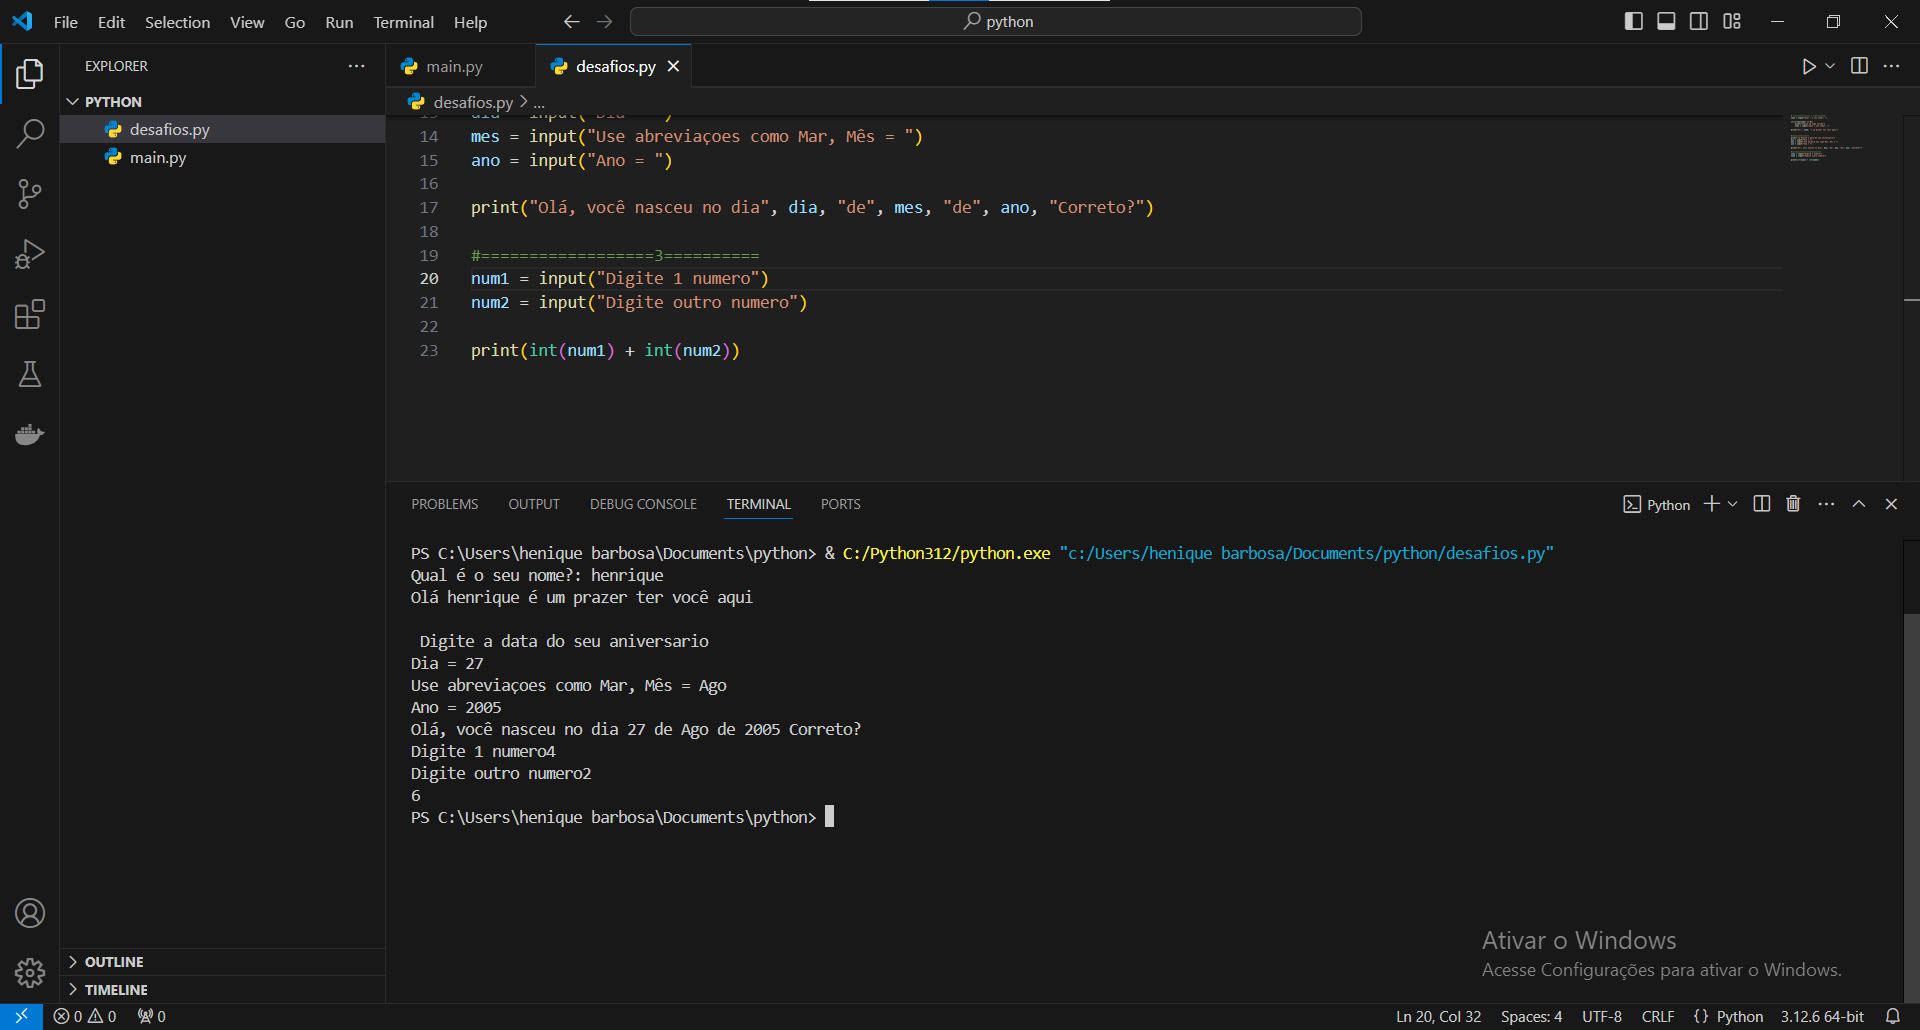 File Edit Selection View Go Run Terminal Help python
EXPLORER
PYTHON
desafios.py
main.py
OUTLINE
TIMELINE
main.py desafios.py
desafios.py > ...
14 mes = input("Use abreviaçoes como Mar, Mês = ")
15 ano = input("Ano = ")
16
17 print("Olá, você nasceu no dia", dia, "de", mes, "de", ano, "Correto?")
18
19 #==================3==========
20 num1 = input("Digite 1 numero")
21 num2 = input("Digite outro numero")
22
23 print(int(num1) + int(num2))
PROBLEMS OUTPUT DEBUG CONSOLE TERMINAL PORTS Python
PS C:\Users\henique barbosa\Documents\python> & C:/Python312/python.exe "c:/Users/henique barbosa/Documents/python/desafios.py"
Qual é o seu nome?: henrique
Olá henrique é um prazer ter você aqui
Digite a data do seu aniversario
Dia = 27
Use abreviaçoes como Mar, Mês = Ago
Ano = 2005
Olá, você nasceu no dia 27 de Ago de 2005 Correto?
Digite 1 numero4
Digite outro numero2
6
PS C:\Users\henique barbosa\Documents\python>
Ativar o Windows
Acesse Configurações para ativar o Windows.
0 0 0 Ln 20, Col 32 Spaces: 4 UTF-8 CRLF {} Python 3.12.6 64-bit